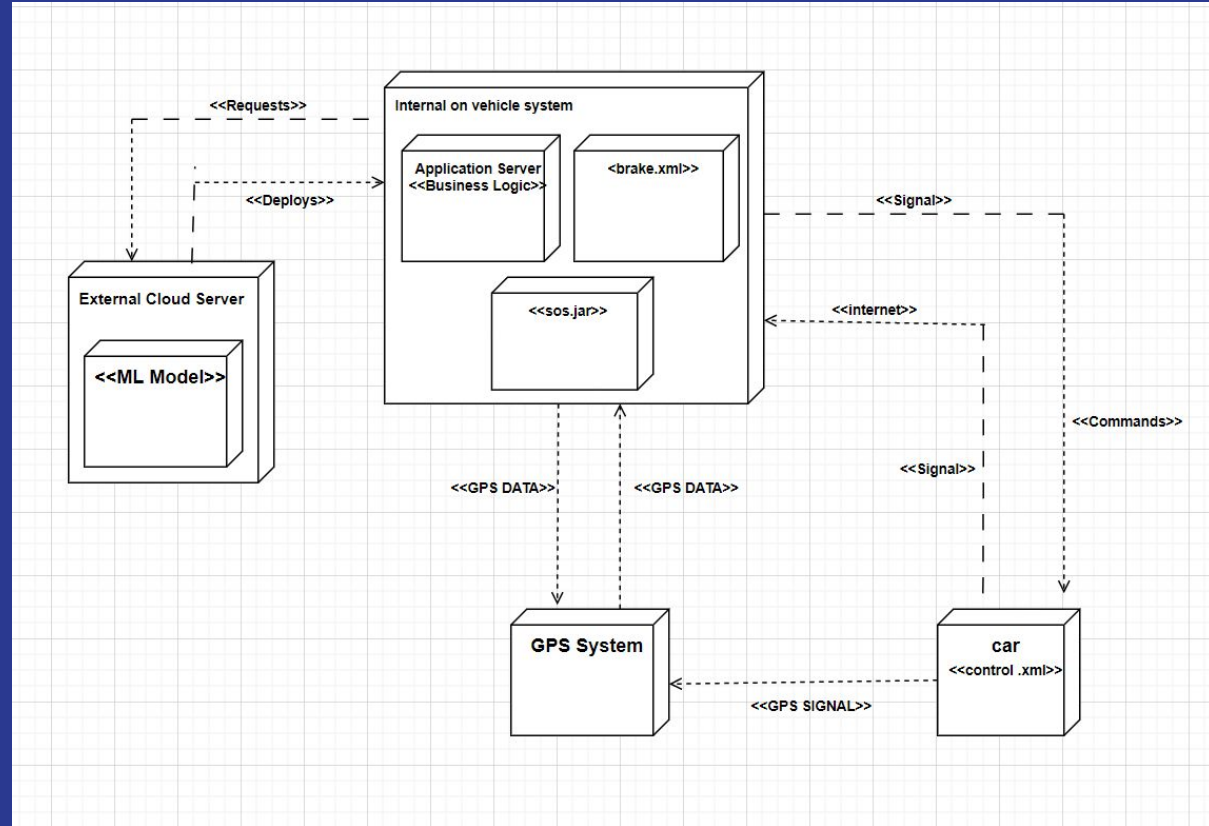 <<Requests>>
Internal on vehicle system
Application Server
<<Business Logic>>
<brake.xml>>
<<Deploys>>
<<Signal>>
External Cloud Server
<<sos.jar>>
<<internet>>
<<ML Model>>
<<Commands>>
<<Signal>>
<<GPS DATA>>
<<GPS DATA>>
GPS System
car
<<control .xml>>
<<GPS SIGNAL>>